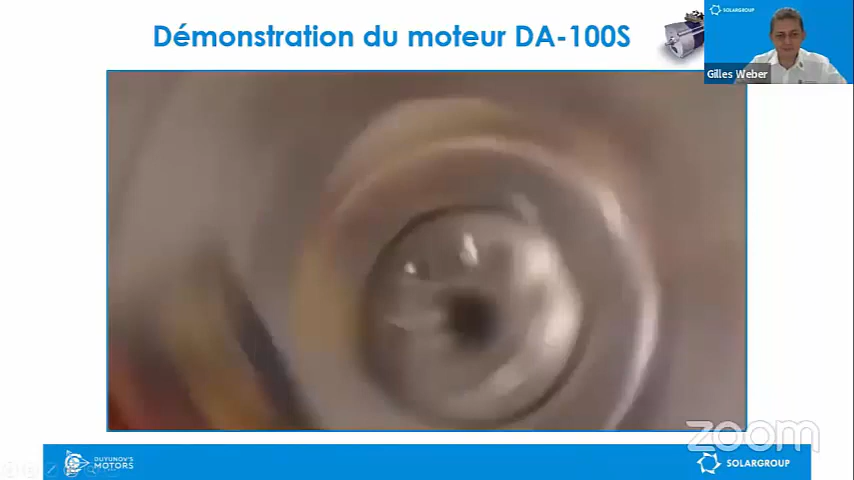 Démonstration du moteur DA-100S
SOLARGROUP
Gilles Weber
zoom
DUYUNOV'S
MOTORS
SOLARGROUP